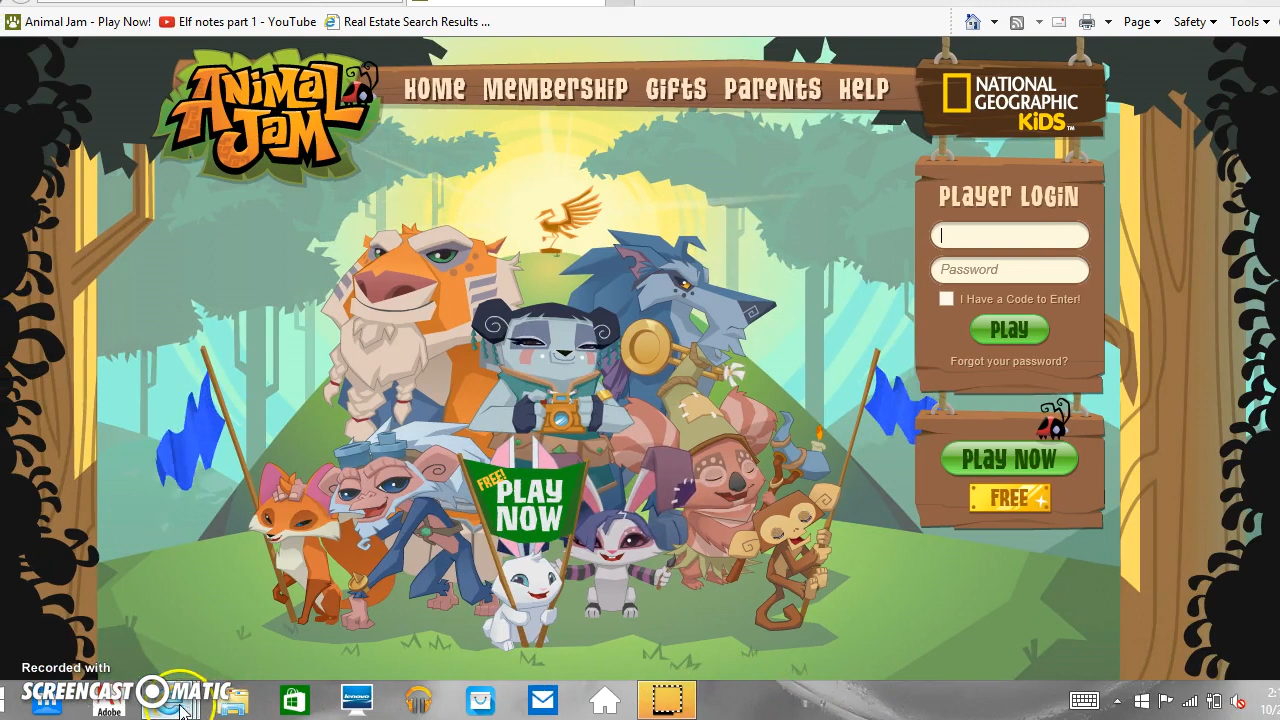 Animal Jam - Play Now! Elf notes part 1 - YouTube Real Estate Search Results ... Page Safety Tools
ANIMAL JAM
HOME MEMBERSHIP GIFTS PARENTS HELP
NATIONAL
GEOGRAPHIC
KiDS™
PLAYER LOGIN
Password
I Have a Code to Enter!
PLAY
Forgot your password?
PLAY NOW
FREE
FREE!
PLAY
NOW
Recorded with
SCREENCAST-O-MATIC
Adobe
lenovo